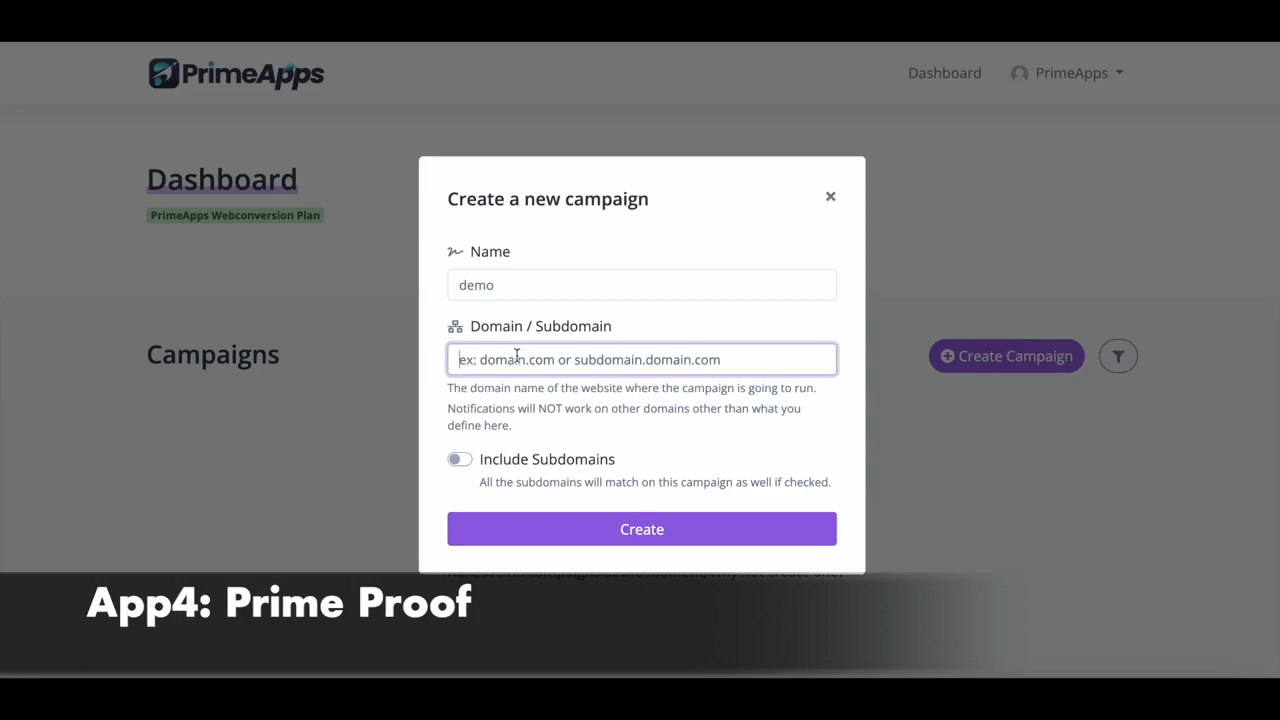 PrimeApps
Dashboard
PrimeApps
Dashboard
PrimeApps Webconversion Plan
Create a new campaign
×
Name
demo
Domain / Subdomain
ex: domain.com or subdomain.domain.com
The domain name of the website where the campaign is going to run.
Notifications will NOT work on other domains other than what you
define here.
Include Subdomains
All the subdomains will match on this campaign as well if checked.
Create
Campaigns
Create Campaign
App4: Prime Proof